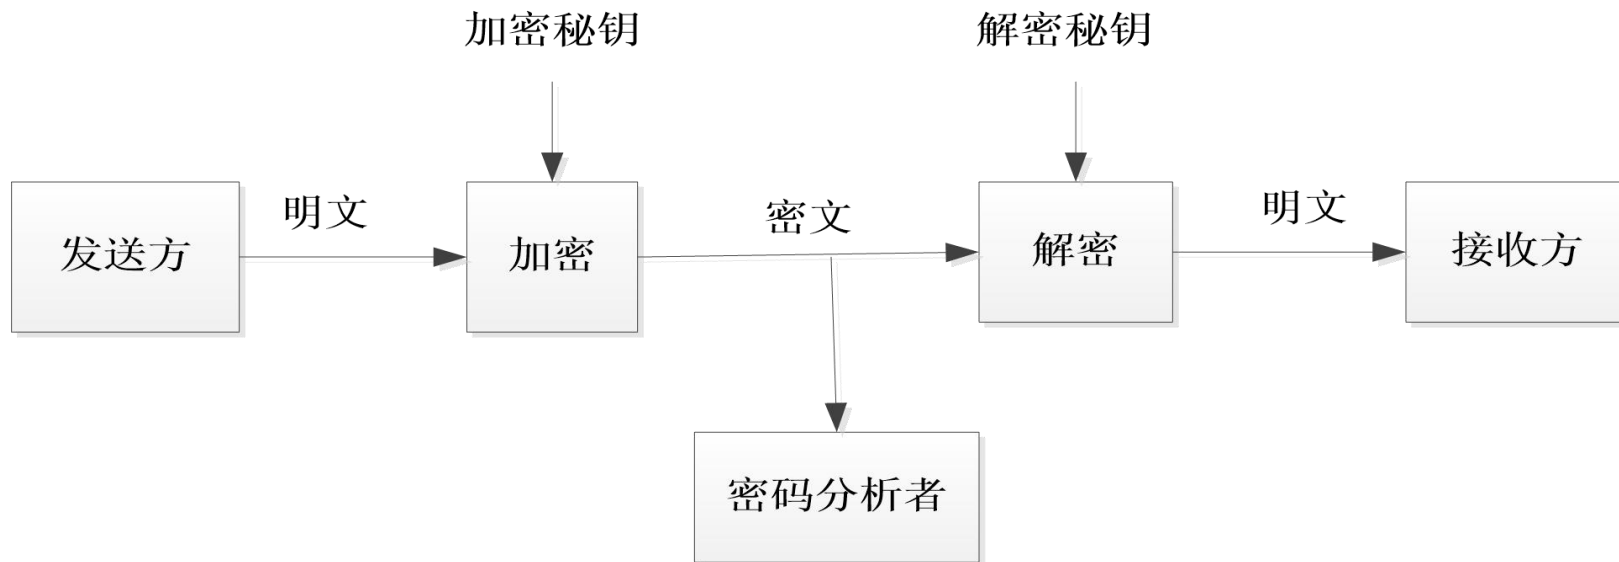 加密秘钥
解密秘钥
发送方
明文
加密
密文
解密
明文
接收方
密码分析者